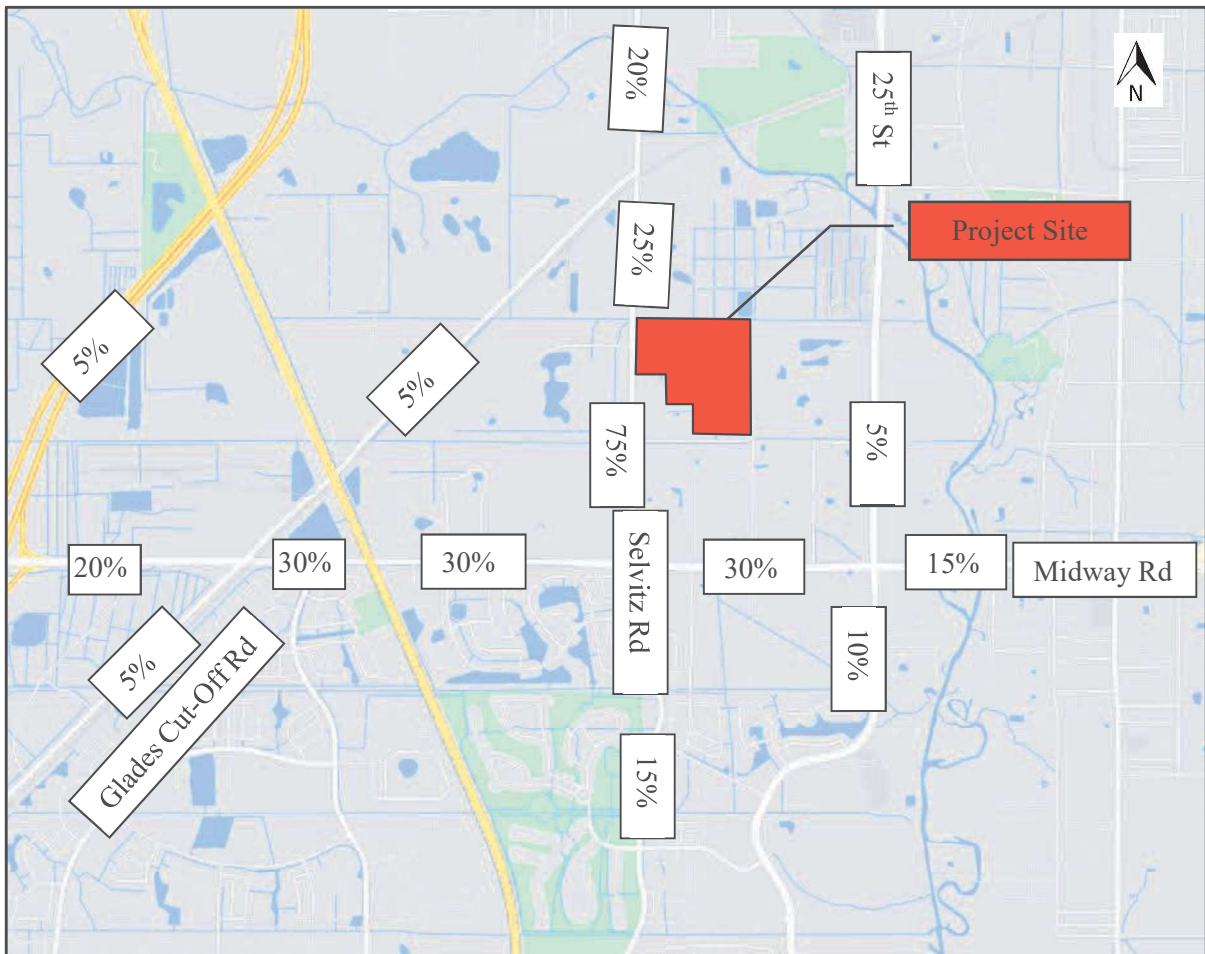 20%
25th St
N
Project Site
25%
5%
5%
75%
5%
20%
30%
30%
Selvitz Rd
30%
15%
Midway Rd
5%
Glades Cut-Off Rd
10%
15%